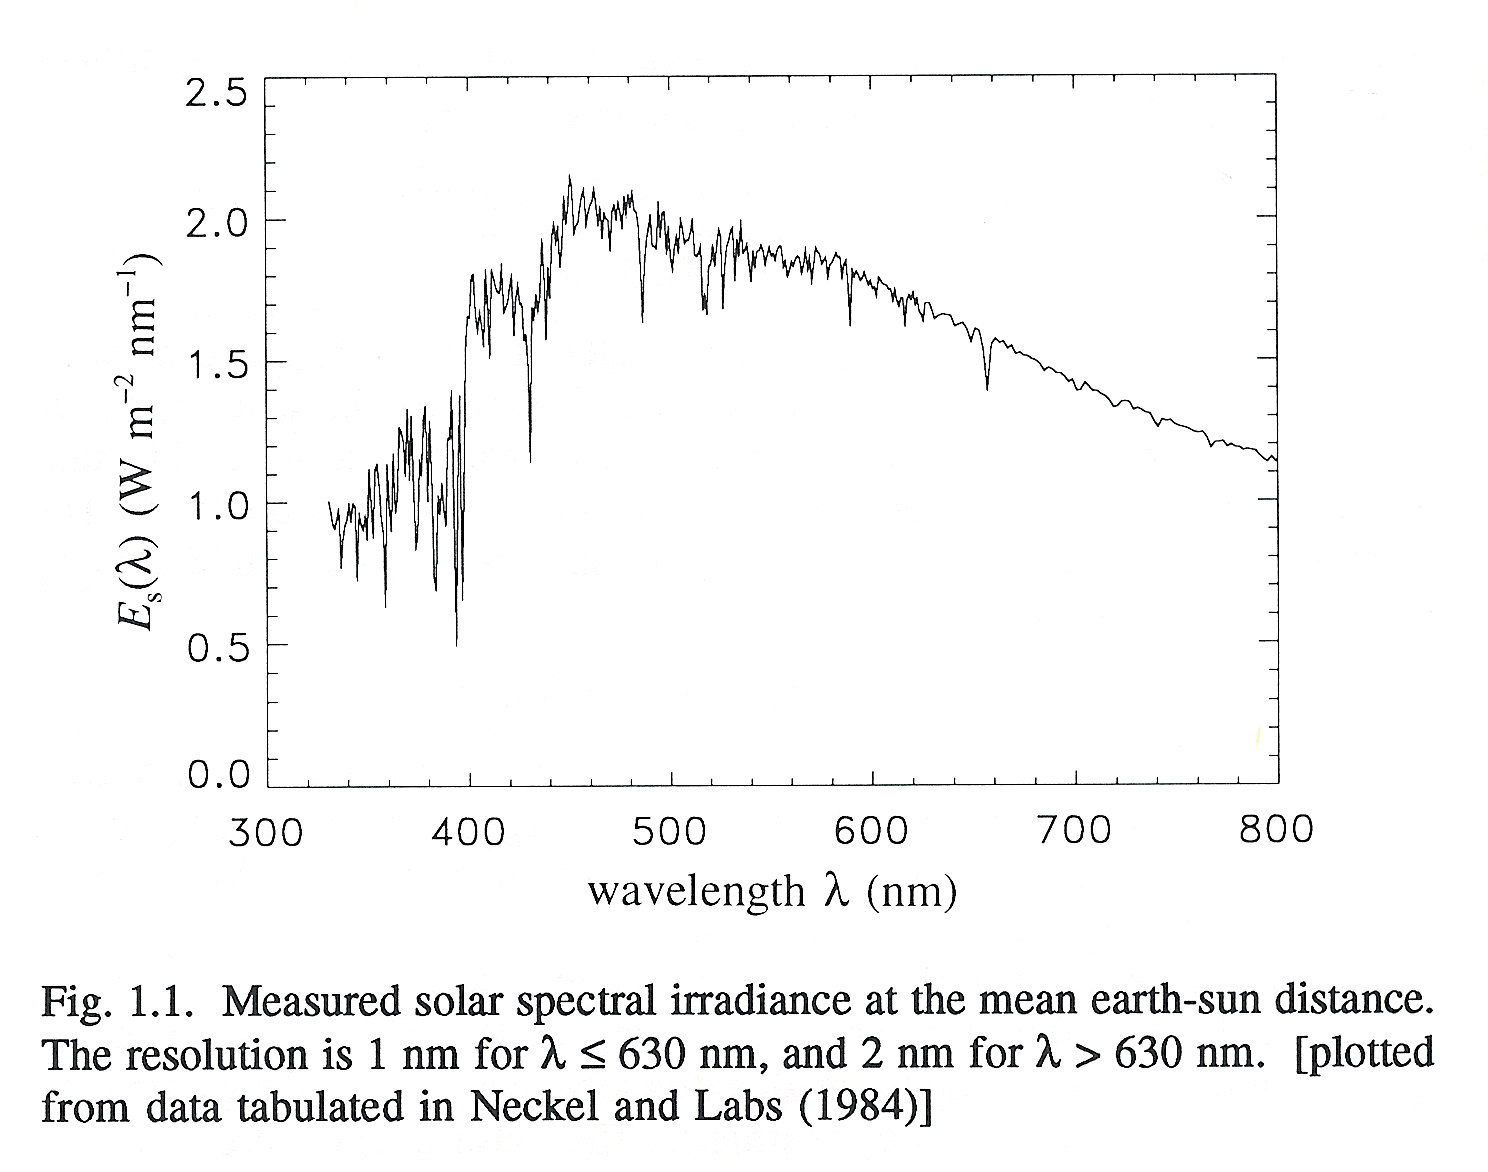 2.5
2.0
1.5
1.0
0.5
0.0
E_s(λ) (W m⁻² nm⁻¹)
300 400 500 600 700 800
wavelength λ (nm)
Fig. 1.1. Measured solar spectral irradiance at the mean earth-sun distance.
The resolution is 1 nm for λ ≤ 630 nm, and 2 nm for λ > 630 nm. [plotted
from data tabulated in Neckel and Labs (1984)]